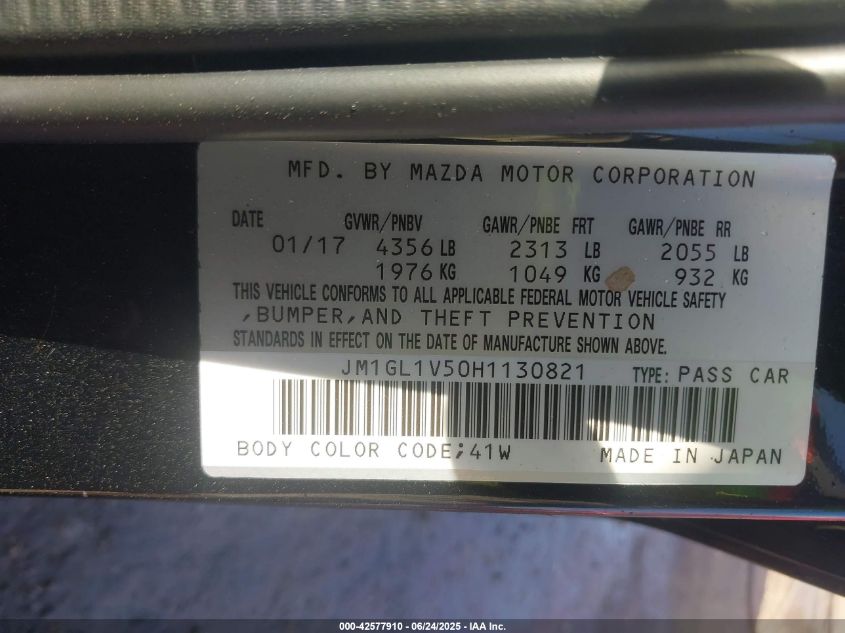 MFD. BY MAZDA MOTOR CORPORATION
DATE GVWR/PNBV GAWR/PNBE FRT GAWR/PNBE RR
01/17 4356 LB 2313 LB 2055 LB
1976 KG 1049 KG 932 KG
THIS VEHICLE CONFORMS TO ALL APPLICABLE FEDERAL MOTOR VEHICLE SAFETY
,BUMPER,AND THEFT PREVENTION
STANDARDS IN EFFECT ON THE DATE OF MANUFACTURE SHOWN ABOVE.
JM1GL1V50H1130821 TYPE: PASS CAR
BODY COLOR CODE;41W MADE IN JAPAN
000-42577910 - 06/24/2025 - IAA Inc.